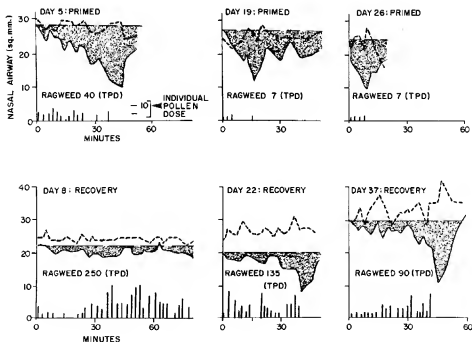 NASAL AIRWAY (sq. mm.)
DAY 5: PRIMED
30
20
10
0
RAGWEED 40 (TPD)
10
INDIVIDUAL
POLLEN
DOSE
0 30 60
MINUTES
DAY 19: PRIMED
RAGWEED 7 (TPD)
0 30
DAY 26: PRIMED
RAGWEED 7 (TPD)
0 30
DAY 8: RECOVERY
40
30
20
10
0
RAGWEED 250 (TPD)
0 30 60
MINUTES
DAY 22: RECOVERY
RAGWEED 135
(TPD)
0 30
DAY 37: RECOVERY
RAGWEED 90 (TPD)
0 30 60